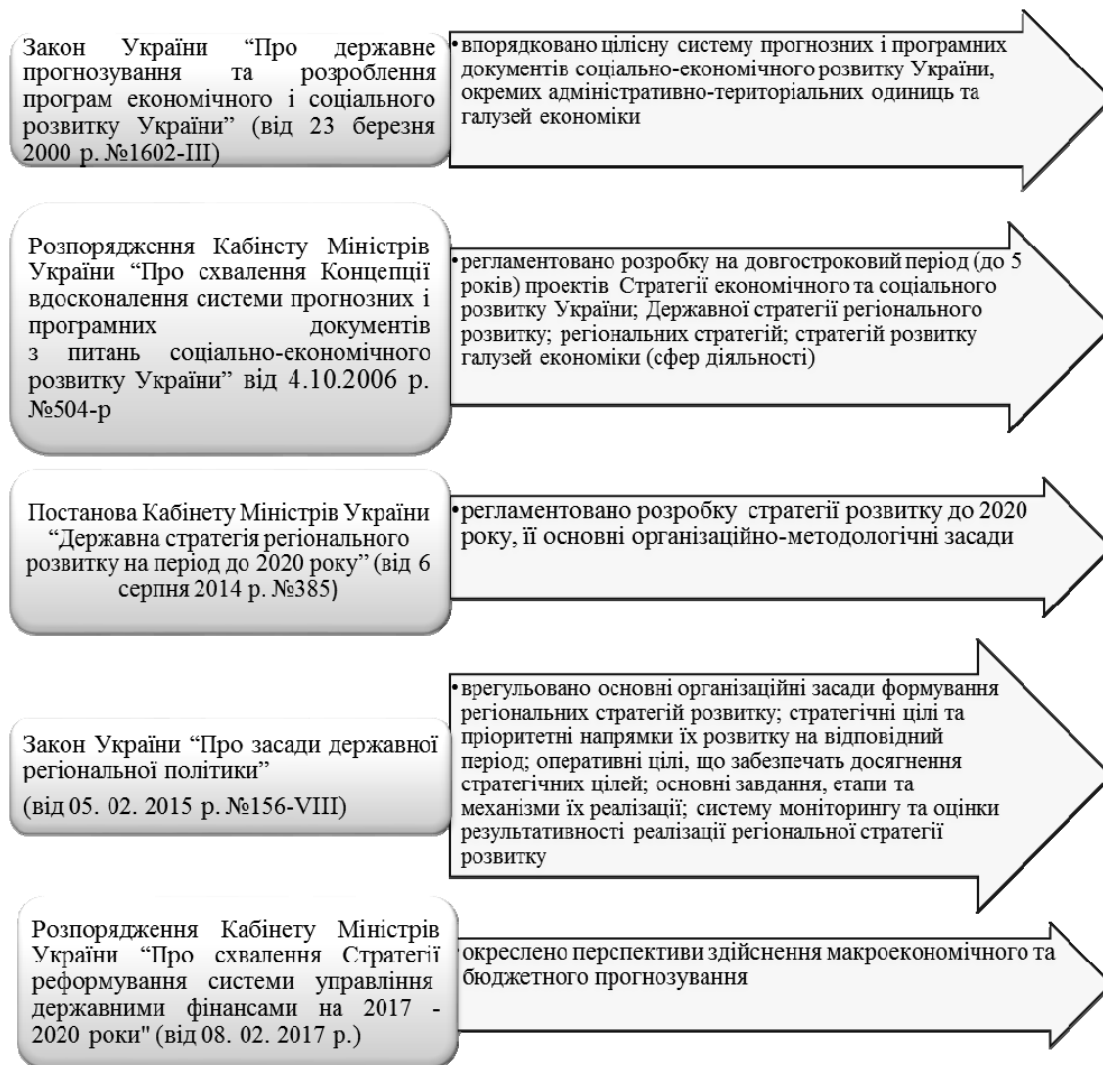 Закон України “Про державне
прогнозування та розроблення
програм економічного і соціального
розвитку України” (від 23 березня
2000 р. №1602-III)
•впорядковано цілісну систему прогнозних і програмних
документів соціально-економічного розвитку України,
окремих адміністративно-територіальних одиниць та
галузей економіки
Розпорядження Кабінету Міністрів
України “Про схвалення Концепції
вдосконалення системи прогнозних і
програмних документів
з питань соціально-економічного
розвитку України” від 4.10.2006 р.
№504-р
•регламентовано розробку на довгостроковий період (до 5
років) проектів Стратегії економічного та соціального
розвитку України; Державної стратегії регіонального
розвитку; регіональних стратегій; стратегій розвитку
галузей економіки (сфер діяльності)
Постанова Кабінету Міністрів України
“Державна стратегія регіонального
розвитку на період до 2020 року” (від 6
серпня 2014 р. №385)
•регламентовано розробку стратегії розвитку до 2020
року, її основні організаційно-методологічні засади
Закон України “Про засади державної
регіональної політики”
(від 05. 02. 2015 р. №156-VIII)
•врегульовано основні організаційні засади формування
регіональних стратегій розвитку; стратегічні цілі та
пріоритетні напрямки їх розвитку на відповідний
період; оперативні цілі, що забезпечать досягнення
стратегічних цілей; основні завдання, етапи та
механізми їх реалізації; систему моніторингу та оцінки
результативності реалізації регіональної стратегії
розвитку
Розпорядження Кабінету Міністрів
України “Про схвалення Стратегії
реформування системи управління
державними фінансами на 2017 -
2020 роки" (від 08. 02. 2017 р.)
•окреслено перспективи здійснення макроекономічного та
бюджетного прогнозування